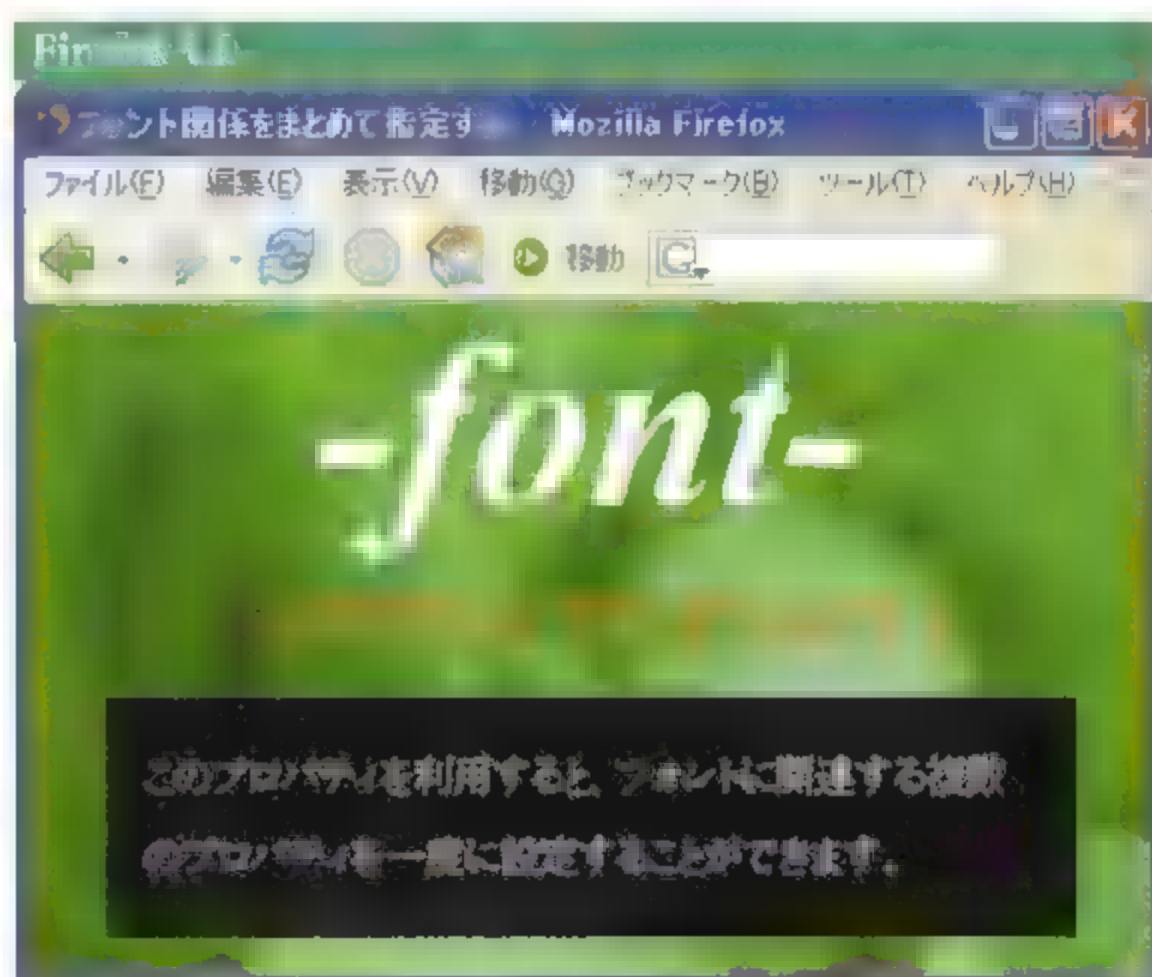 フォント関係をまとめて指定す Mozilla Firefox
ファイル(F) 編集(E) 表示(V) 移動(G) ブックマーク(B) ツール(T) ヘルプ(H)
移動 G
-font-
このプロパティを利用すると、フォントに関連する複数
のプロパティを一度に設定することができます。